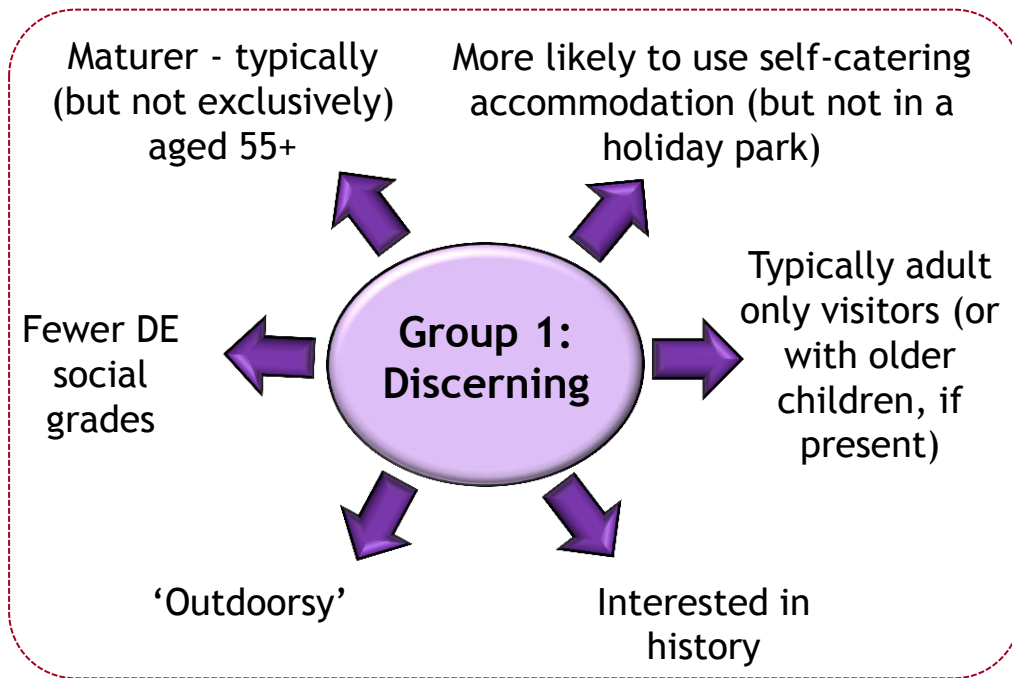 Maturer - typically
(but not exclusively)
aged 55+
More likely to use self-catering
accommodation (but not in a
holiday park)
Fewer DE
social
grades
Group 1:
Discerning
Typically adult
only visitors (or
with older
children, if
present)
‘Outdoorsy’
Interested in
history